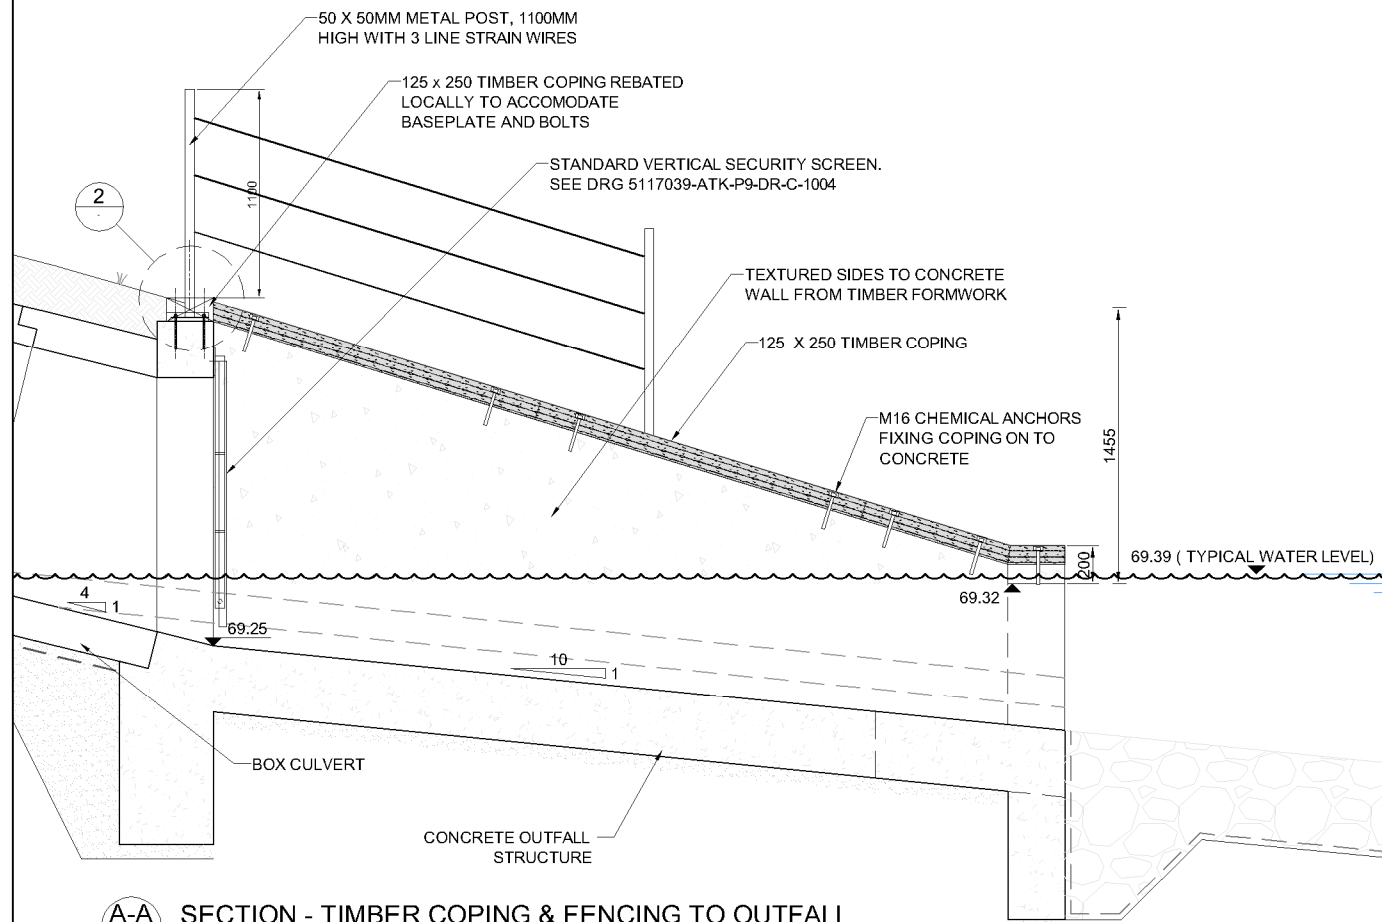 50 X 50MM METAL POST, 1100MM
HIGH WITH 3 LINE STRAIN WIRES
125 x 250 TIMBER COPING REBATED
LOCALLY TO ACCOMODATE
BASEPLATE AND BOLTS
STANDARD VERTICAL SECURITY SCREEN.
SEE DRG 5117039-ATK-P9-DR-C-1004
1100
2
-
TEXTURED SIDES TO CONCRETE
WALL FROM TIMBER FORMWORK
125 X 250 TIMBER COPING
M16 CHEMICAL ANCHORS
FIXING COPING ON TO
CONCRETE
1455
200
69.39 ( TYPICAL WATER LEVEL)
69.32
4
1
69.25
10
1
BOX CULVERT
CONCRETE OUTFALL
STRUCTURE
A-A SECTION - TIMBER COPING & FENCING TO OUTFALL